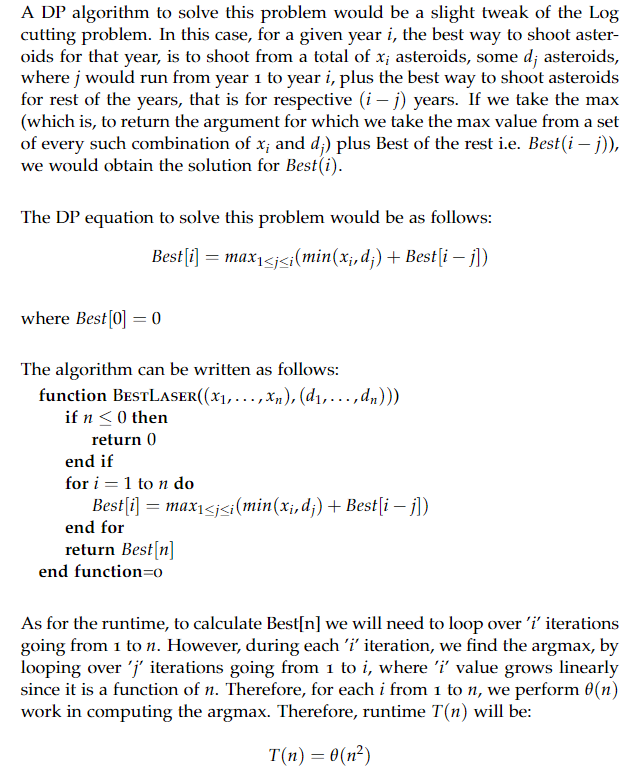 A DP algorithm to solve this problem would be a slight tweak of the Log
cutting problem. In this case, for a given year i, the best way to shoot aster-
oids for that year, is to shoot from a total of x_i asteroids, some d_j asteroids,
where j would run from year 1 to year i, plus the best way to shoot asteroids
for rest of the years, that is for respective (i − j) years. If we take the max
(which is, to return the argument for which we take the max value from a set
of every such combination of x_i and d_j) plus Best of the rest i.e. Best(i − j)),
we would obtain the solution for Best(i).
The DP equation to solve this problem would be as follows:
Best[i] = max_{1≤j≤i}(min(x_i, d_j) + Best[i − j])
where Best[0] = 0
The algorithm can be written as follows:
function BESTLASER((x_1, . . . , x_n), (d_1, . . . , d_n)))
if n ≤ 0 then
return 0
end if
for i = 1 to n do
Best[i] = max_{1≤j≤i}(min(x_i, d_j) + Best[i − j])
end for
return Best[n]
end function=0
As for the runtime, to calculate Best[n] we will need to loop over 'i' iterations
going from 1 to n. However, during each 'i' iteration, we find the argmax, by
looping over 'j' iterations going from 1 to i, where 'i' value grows linearly
since it is a function of n. Therefore, for each i from 1 to n, we perform θ(n)
work in computing the argmax. Therefore, runtime T(n) will be:
T(n) = θ(n²)